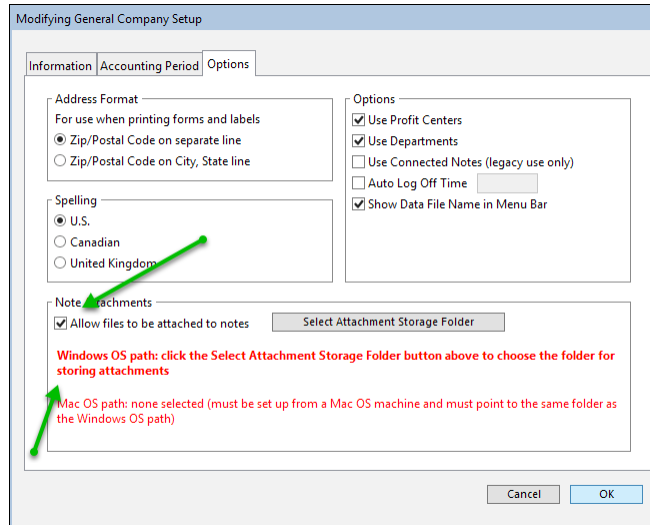 Modifying General Company Setup
Information
Accounting Period
Options
Address Format
For use when printing forms and labels
Zip/Postal Code on separate line
Zip/Postal Code on City, State line
Spelling
U.S.
Canadian
United Kingdom
Options
Use Profit Centers
Use Departments
Use Connected Notes (legacy use only)
Auto Log Off Time
Show Data File Name in Menu Bar
Note Attachments
Allow files to be attached to notes
Select Attachment Storage Folder
Windows OS path: click the Select Attachment Storage Folder button above to choose the folder for
storing attachments
Mac OS path: none selected (must be set up from a Mac OS machine and must point to the same folder as
the Windows OS path)
Cancel
OK